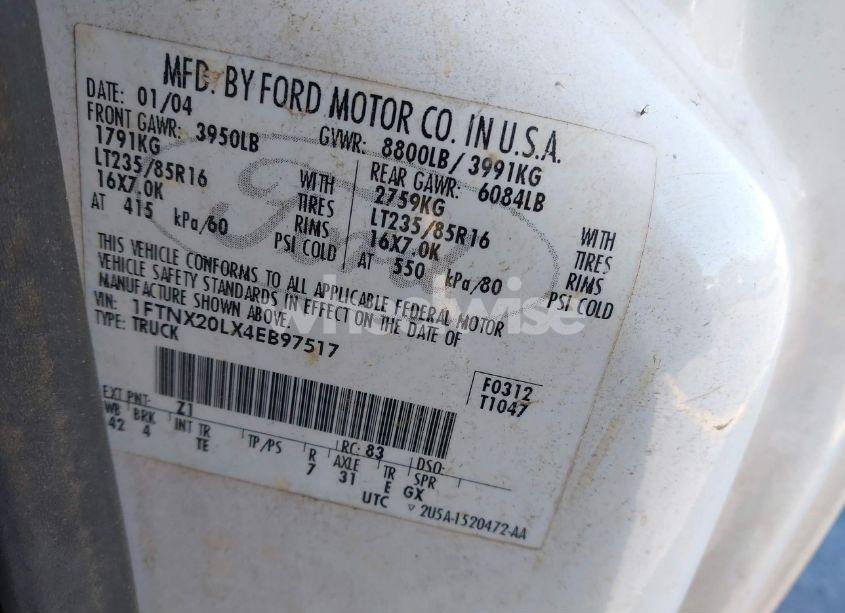 MFD. BY FORD MOTOR CO. IN U.S.A.
DATE: 01/04 GVWR: 8800LB/3991KG
FRONT GAWR: 3950LB REAR GAWR: 6084LB
1791KG WITH 2759KG WITH
LT235/85R16 TIRES LT235/85R16 TIRES
16X7.0K RIMS 16X7.0K RIMS
AT 415 kPa/60 PSI COLD AT 550 kPa/80 PSI COLD
THIS VEHICLE CONFORMS TO ALL APPLICABLE FEDERAL MOTOR
VEHICLE SAFETY STANDARDS IN EFFECT ON THE DATE OF
MANUFACTURE SHOWN ABOVE.
VIN: 1FTNX20LX4EB97517
TYPE: TRUCK
F0312
T1047
EXT PNT: Z1 RC: 83 DSO:
WB BRK INT TR TP/PS R AXLE TR SPR
42 4 TE 7 31 E GX
UTC ▽ 2U5A-1520472-AA
Ford
wheelwise